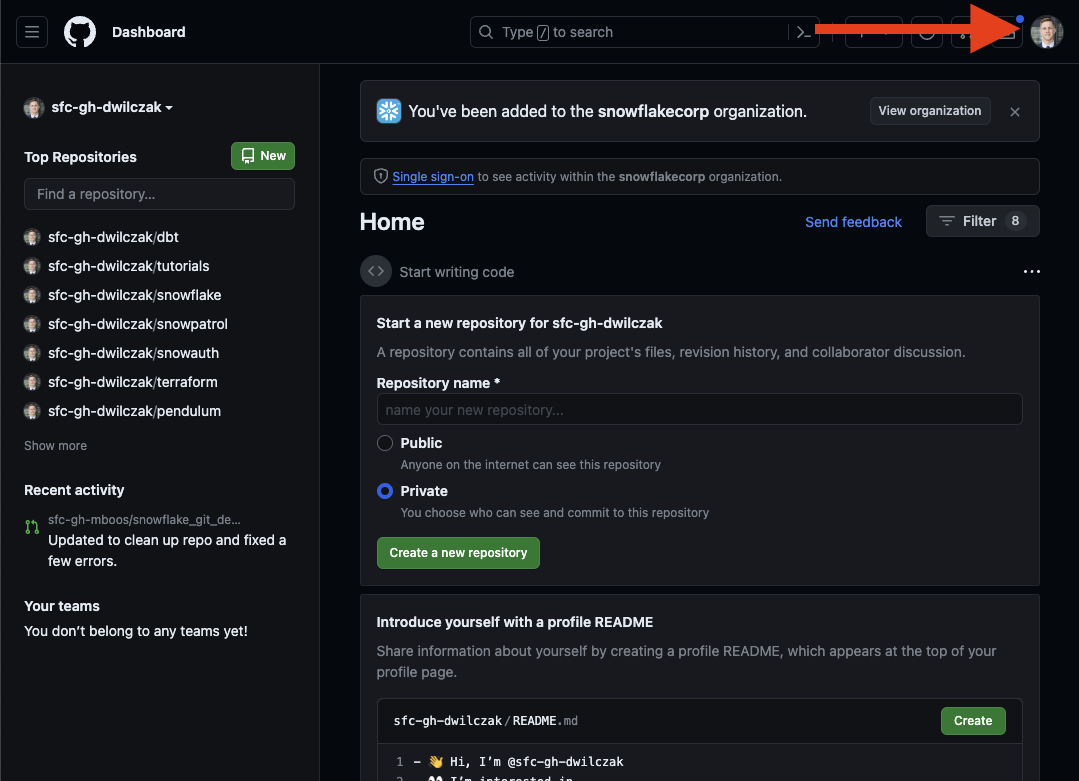 Dashboard
Type / to search
sfc-gh-dwilczak
Top Repositories
New
Find a repository...
sfc-gh-dwilczak/dbt
sfc-gh-dwilczak/tutorials
sfc-gh-dwilczak/snowflake
sfc-gh-dwilczak/snowpatrol
sfc-gh-dwilczak/snowauth
sfc-gh-dwilczak/terraform
sfc-gh-dwilczak/pendulum
Show more
Recent activity
sfc-gh-mboos/snowflake_git_de...
Updated to clean up repo and fixed a
few errors.
Your teams
You don’t belong to any teams yet!
You've been added to the snowflakecorp organization.
View organization
Single sign-on to see activity within the snowflakecorp organization.
Home
Send feedback
Filter 8
Start writing code
Start a new repository for sfc-gh-dwilczak
A repository contains all of your project's files, revision history, and collaborator discussion.
Repository name *
name your new repository...
Public
Anyone on the internet can see this repository
Private
You choose who can see and commit to this repository
Create a new repository
Introduce yourself with a profile README
Share information about yourself by creating a profile README, which appears at the top of your
profile page.
sfc-gh-dwilczak/README.md
Create
1 - 👋 Hi, I’m @sfc-gh-dwilczak
2 - 👀 I’m interested in